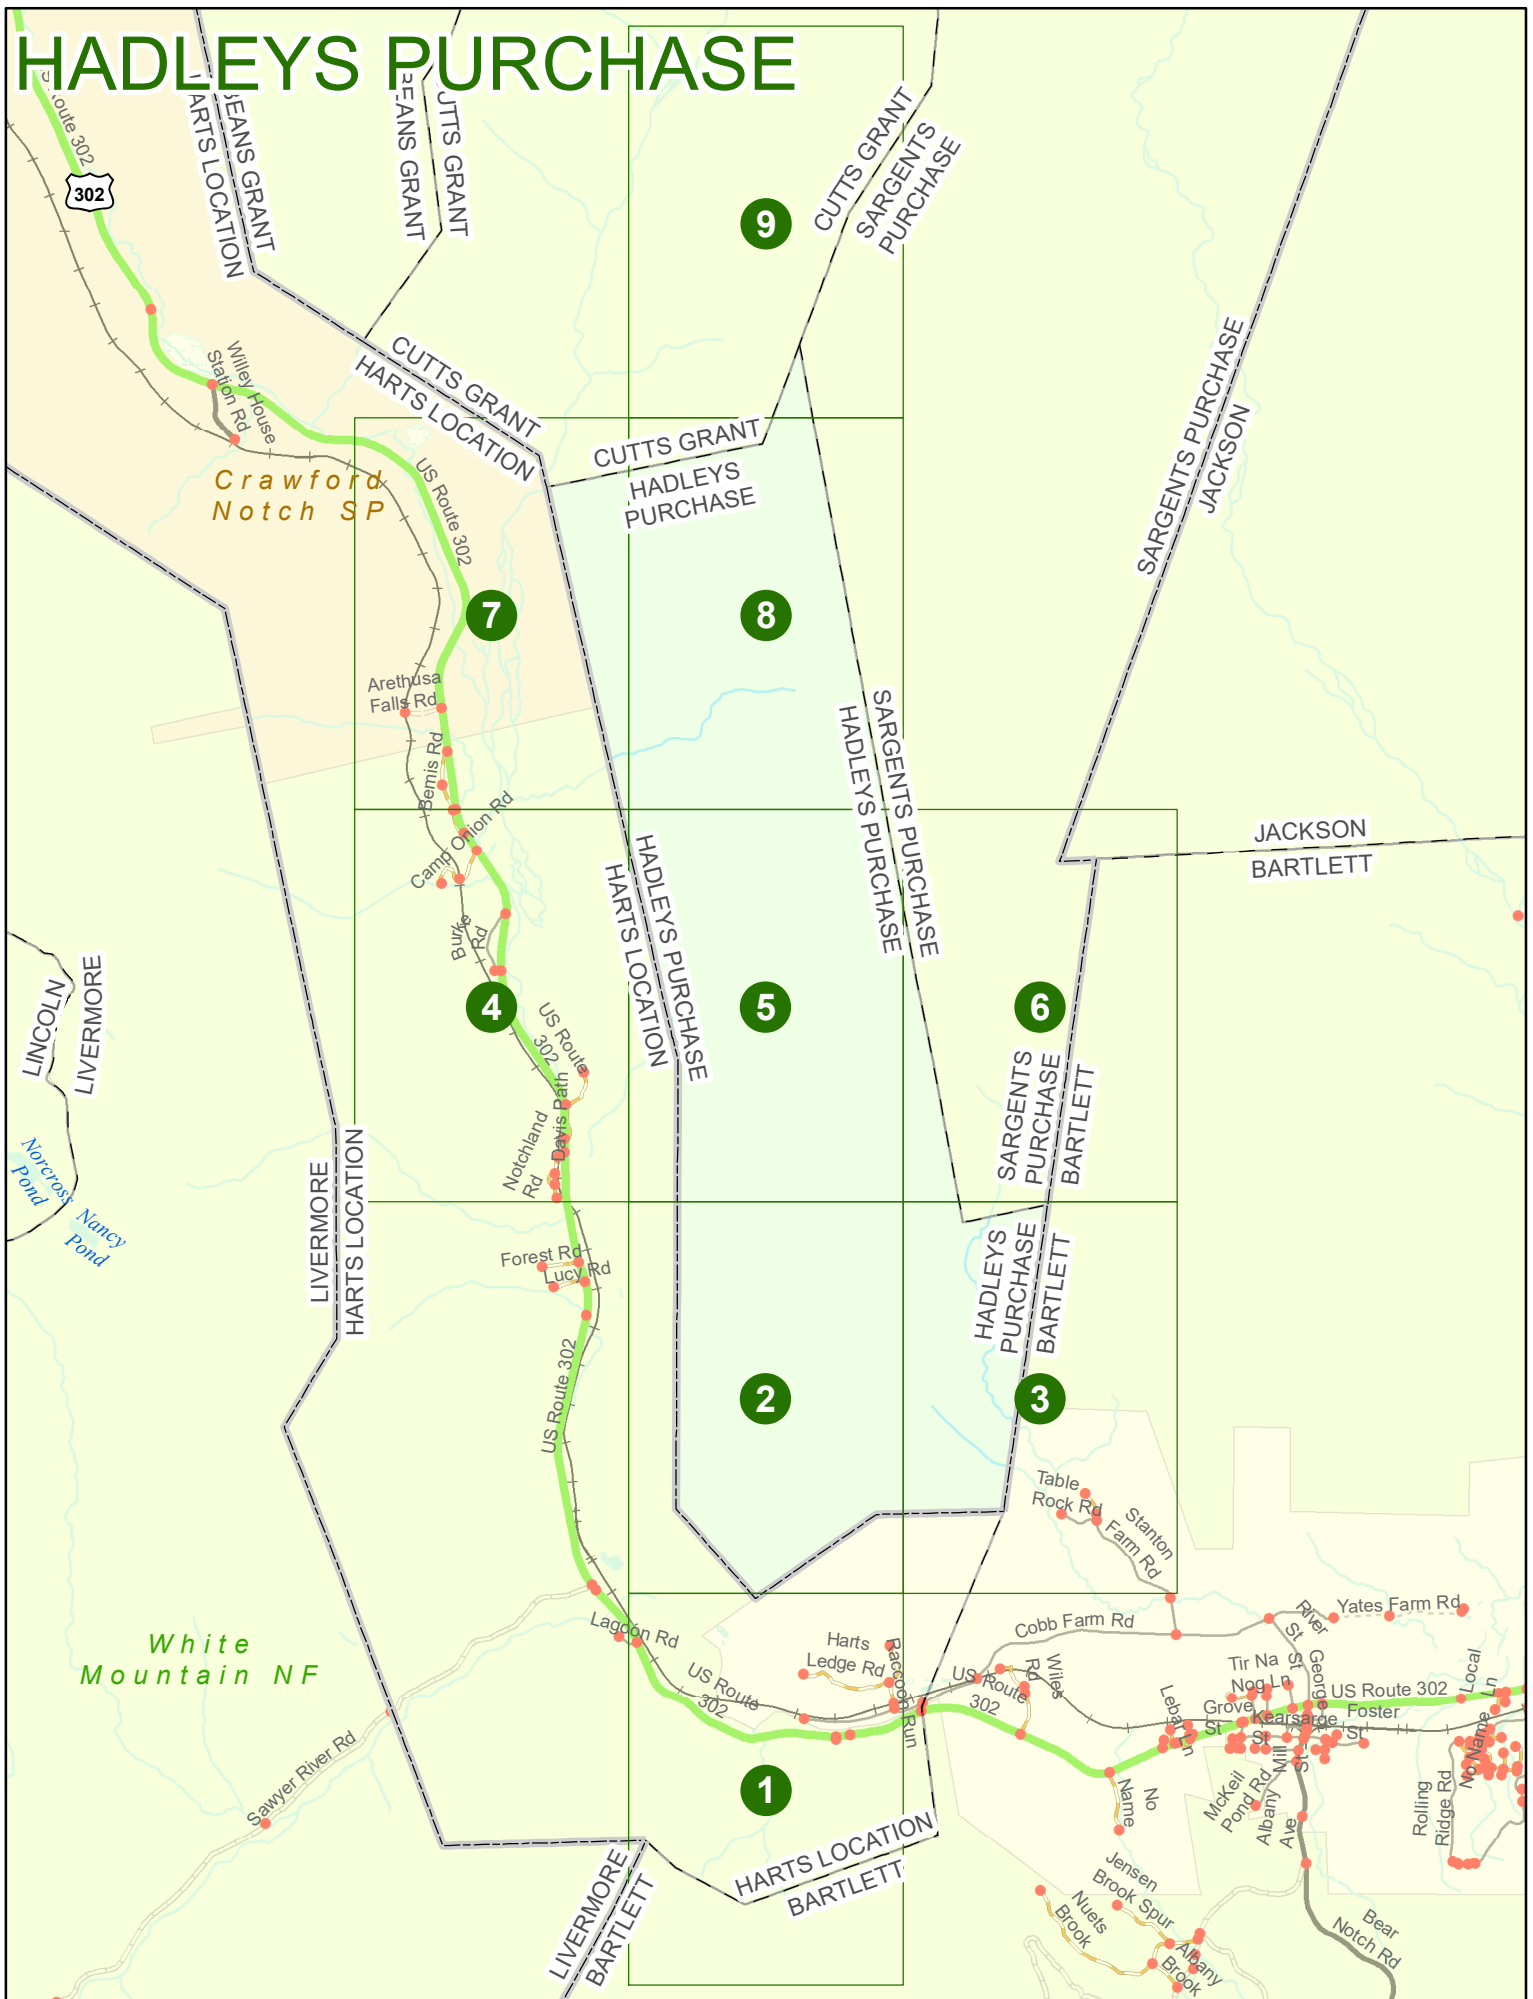 HADLEYS PURCHASE
US Route 302
302
BEANS GRANT
HARTS LOCATION
BEANS GRANT
CUTTS GRANT
CUTTS GRANT
SARGENTS
PURCHASE
9
Willey House
Station Rd
CUTTS GRANT
HARTS LOCATION
SARGENTS PURCHASE
JACKSON
Crawford
Notch SP
CUTTS GRANT
HADLEYS
PURCHASE
US Route 302
7
8
Arethusa
Falls Rd
Bemis Rd
SARGENTS PURCHASE
HADLEYS PURCHASE
Camp Onion Rd
JACKSON
BARTLETT
HADLEYS PURCHASE
HARTS LOCATION
Burke
Rd
LINCOLN
LIVERMORE
4
5
6
US Route
302
Davis Path
Notchland
Rd
SARGENTS
PURCHASE
BARTLETT
Norcross
Pond
Nancy
Pond
LIVERMORE
HARTS LOCATION
Forest Rd
Lucy Rd
HADLEYS
PURCHASE
BARTLETT
US Route 302
2
3
Table
Rock Rd
Stanton
Farm Rd
White
Mountain NF
Lagoon Rd
Harts
Ledge Rd
Raccoon Run
US Route
302
Cobb Farm Rd
River
St
Yates Farm Rd
US Route
302
Wiles
Rd
Tir Na
Nog Ln
St
George
Local
Ln
US Route 302
Lebar Ln
Grove
St
Kearsarge
St
Foster
St
Mill
St
No Name
Sawyer River Rd
1
No
Name
McKeil
Pond Rd
Albany
Ave
Rolling
Ridge Rd
HARTS LOCATION
BARTLETT
LIVERMORE
BARTLETT
Jensen
Brook Spur
Nuets
Brook
Albany
Brook
Bear
Notch Rd